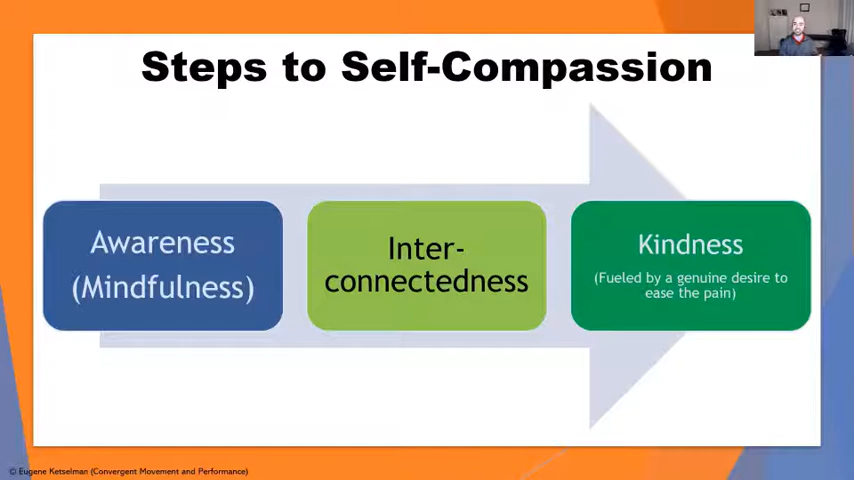 Steps to Self-Compassion
Awareness
(Mindfulness)
Inter-
connectedness
Kindness
(Fueled by a genuine desire to
ease the pain)
© Eugene Ketselman (Convergent Movement and Performance)